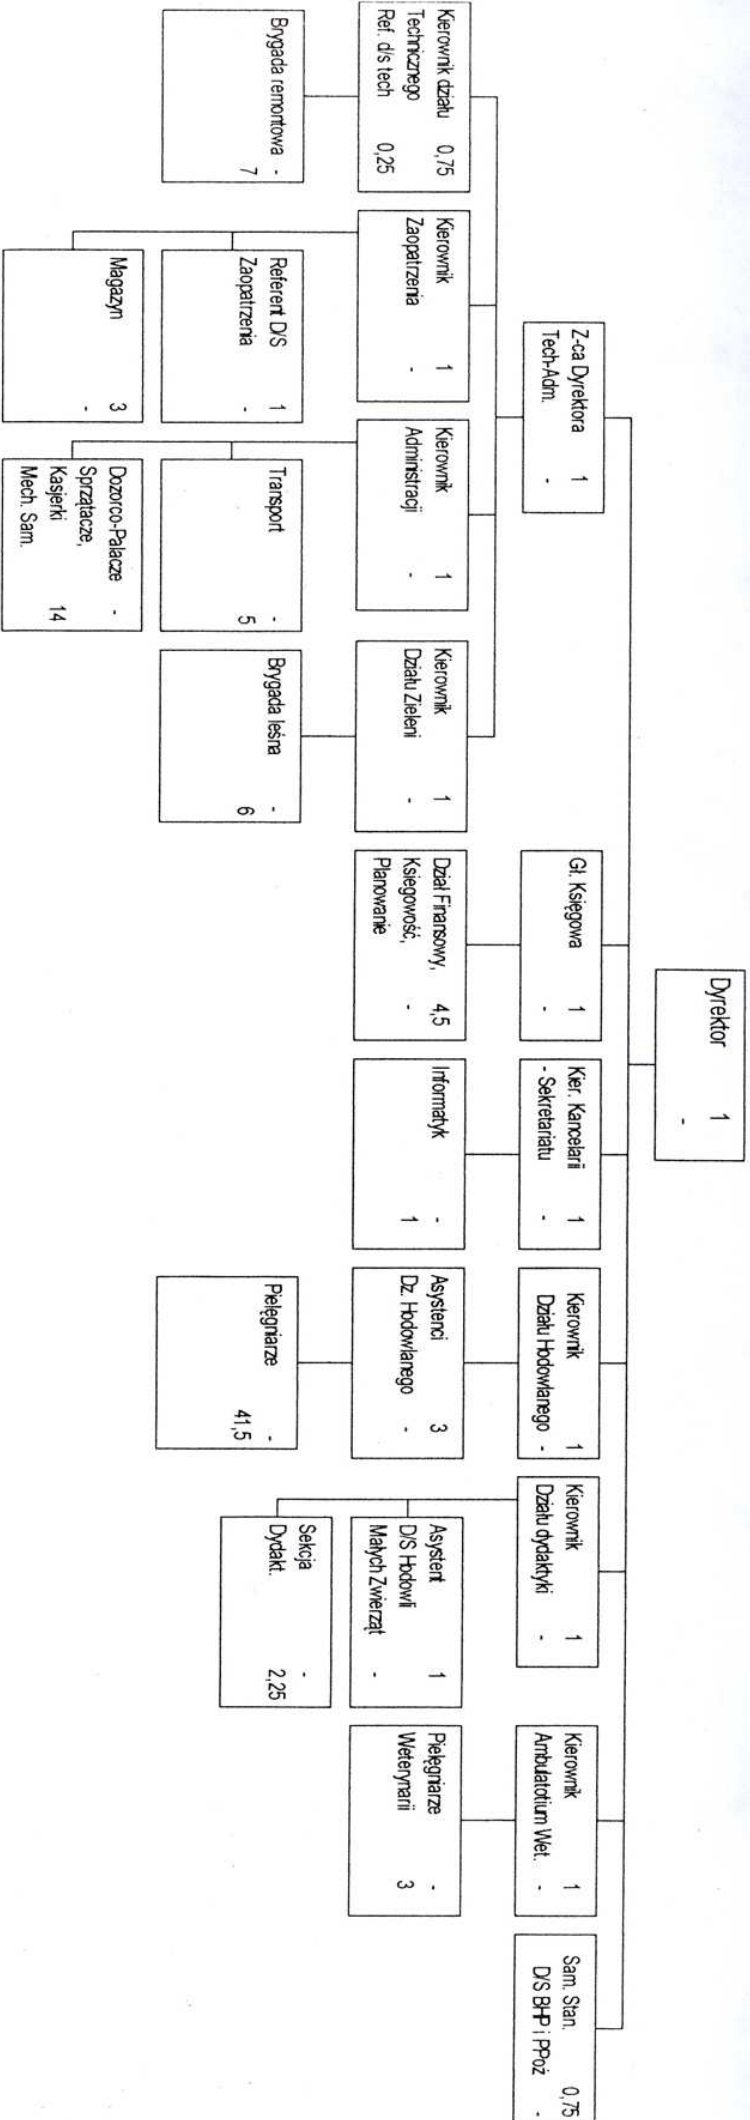 Dyrektor 1
-
Z-ca Dyrektora 1
Tech-Adm. -
Gł. Księgowa 1
-
Kier. Kancelarii 1
- Sekretariatu -
Kierownik 1
Działu Hodowlanego -
Kierownik 1
Działu dydaktyki -
Kierownik 1
Ambulatotium Wet. -
Sam. Stan. 0,75
D/S BHP i PPoż -
Kierownik działu 0,75
Technicznego
Ref. d/s tech 0,25
Kierownik 1
Zaopatrzenia -
Kierownik 1
Administracji -
Kierownik 1
Działu Zieleni -
Dział Finansowy, 4,5
Ksiegowość, -
Planowanie
Informatyk -
1
Asystenci 3
Dz. Hodowlanego -
Asystent 1
D/S Hodowli
Małych Zwierząt -
Pielęgniarze -
Weterynarii 3
Brygada remontowa -
7
Referent D/S 1
Zaopatrzenia -
Transport -
5
Brygada leśna -
6
Pielęgniarze -
41,5
Sekcja -
Dydakt. 2,25
Magazyn 3
-
Dozorco-Palacze -
Sprzątacze,
Kasjerki 14
Mech. Sam.